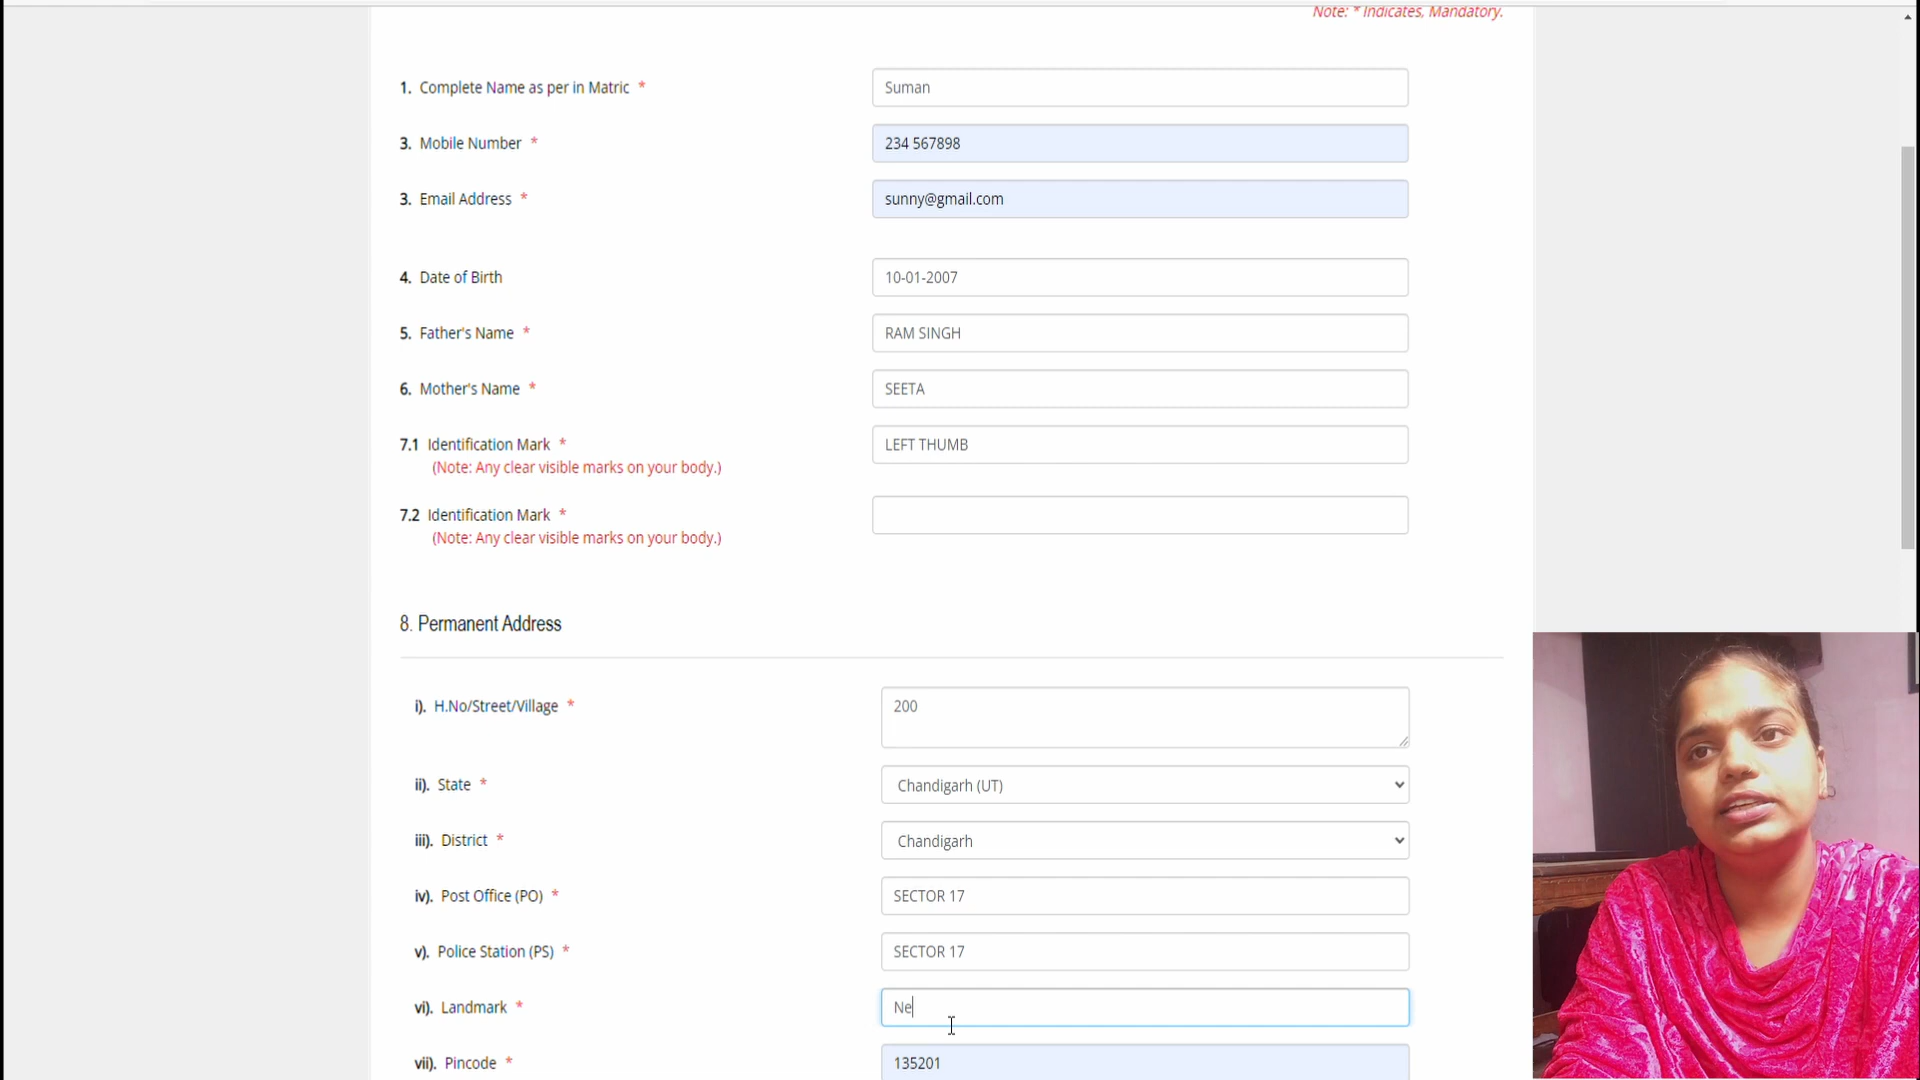 Note: * Indicates, Mandatory.
1. Complete Name as per in Matric * Suman
3. Mobile Number * 234 567898
3. Email Address * sunny@gmail.com
4. Date of Birth 10-01-2007
5. Father's Name * RAM SINGH
6. Mother's Name * SEETA
7.1 Identification Mark * LEFT THUMB
(Note: Any clear visible marks on your body.)
7.2 Identification Mark *
(Note: Any clear visible marks on your body.)
8. Permanent Address
i). H.No/Street/Village * 200
ii). State * Chandigarh (UT)
iii). District * Chandigarh
iv). Post Office (PO) * SECTOR 17
v). Police Station (PS) * SECTOR 17
vi). Landmark * Ne
vii). Pincode * 135201